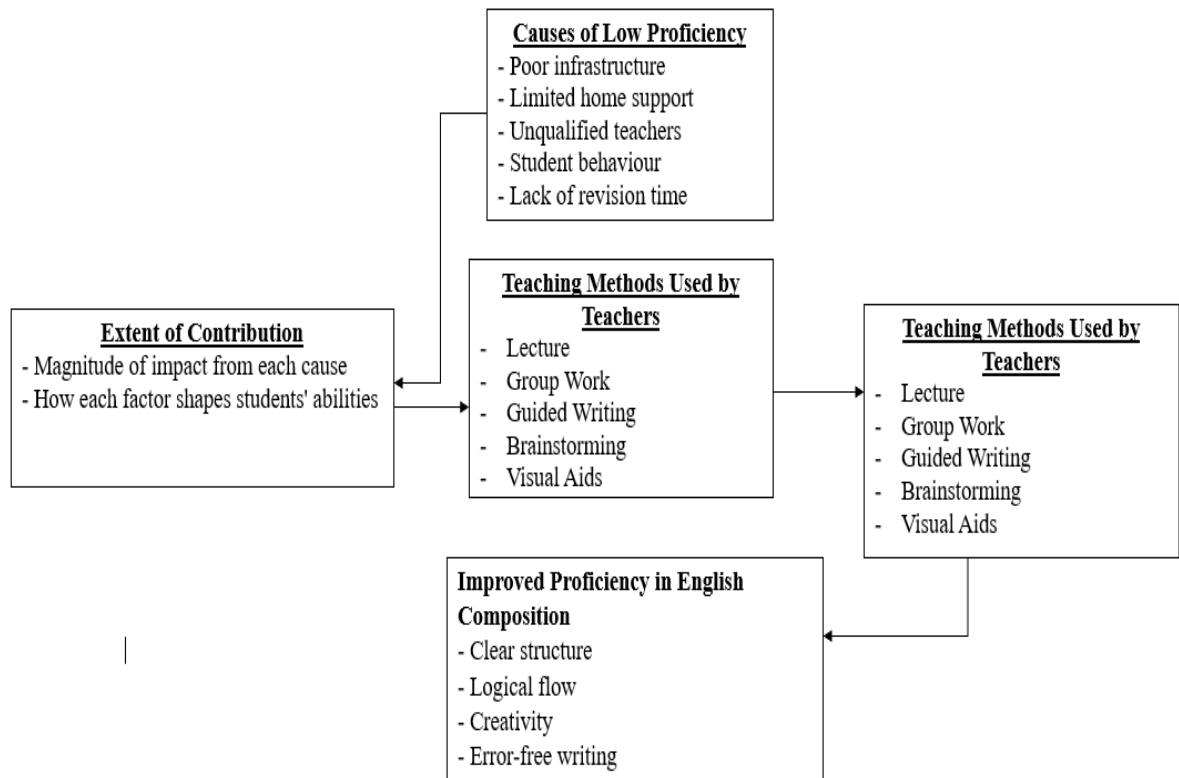 Causes of Low Proficiency
- Poor infrastructure
- Limited home support
- Unqualified teachers
- Student behaviour
- Lack of revision time
Extent of Contribution
- Magnitude of impact from each cause
- How each factor shapes students' abilities
Teaching Methods Used by
Teachers
- Lecture
- Group Work
- Guided Writing
- Brainstorming
- Visual Aids
Teaching Methods Used by
Teachers
- Lecture
- Group Work
- Guided Writing
- Brainstorming
- Visual Aids
Improved Proficiency in English
Composition
- Clear structure
- Logical flow
- Creativity
- Error-free writing